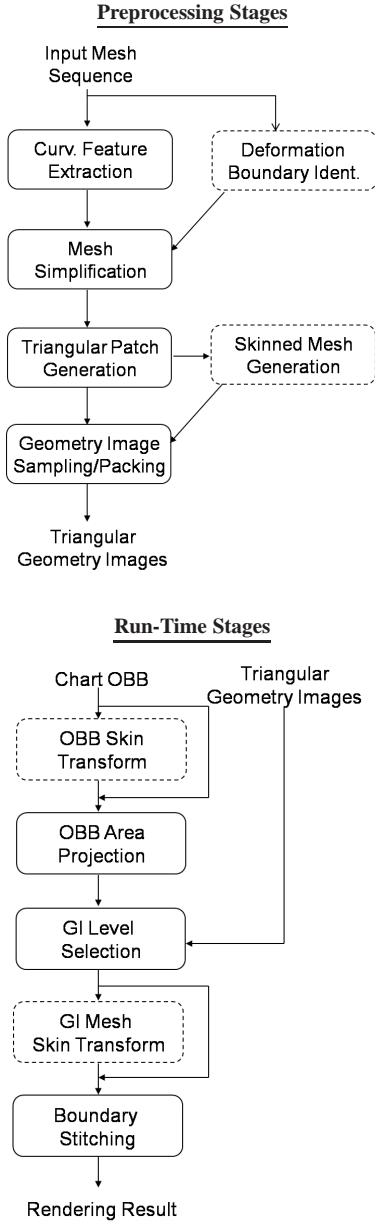 Preprocessing Stages
Input Mesh
Sequence
Curv. Feature
Extraction
Deformation
Boundary Ident.
Mesh
Simplification
Triangular Patch
Generation
Skinned Mesh
Generation
Geometry Image
Sampling/Packing
Triangular
Geometry Images
Run-Time Stages
Chart OBB
Triangular
Geometry Images
OBB Skin
Transform
OBB Area
Projection
GI Level
Selection
GI Mesh
Skin Transform
Boundary
Stitching
Rendering Result